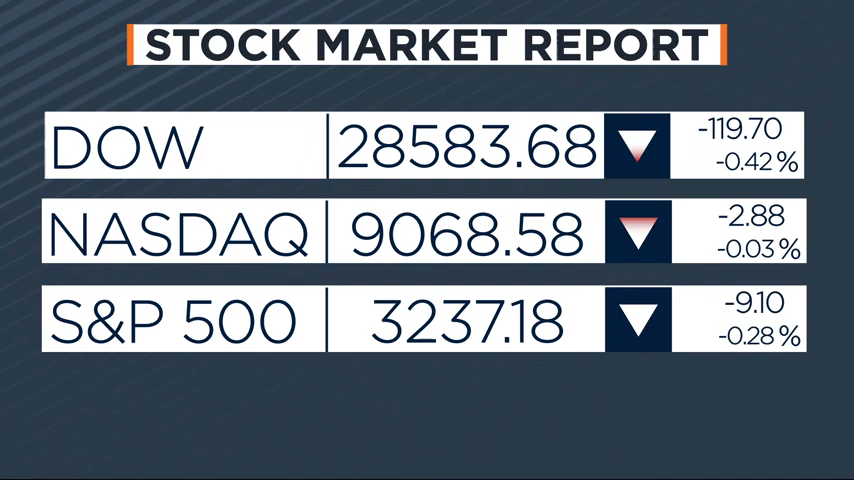 STOCK MARKET REPORT
DOW 28583.68 -119.70
-0.42%
NASDAQ 9068.58 -2.88
-0.03%
S&P 500 3237.18 -9.10
-0.28%